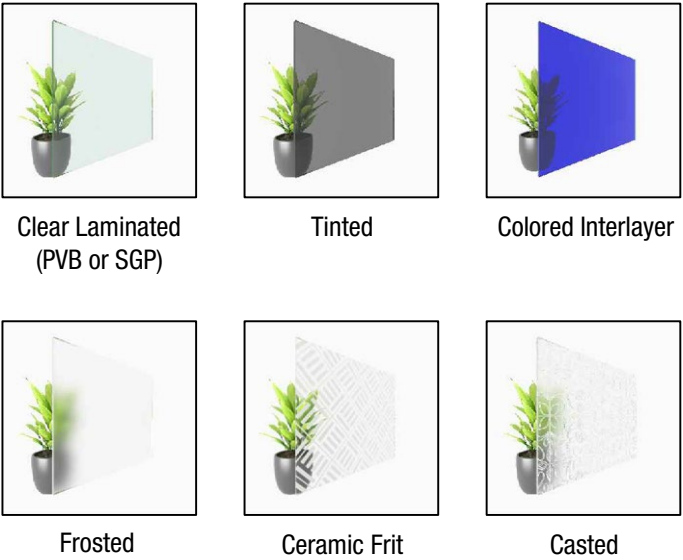 Clear Laminated
(PVB or SGP)
Tinted
Colored Interlayer
Frosted
Ceramic Frit
Casted